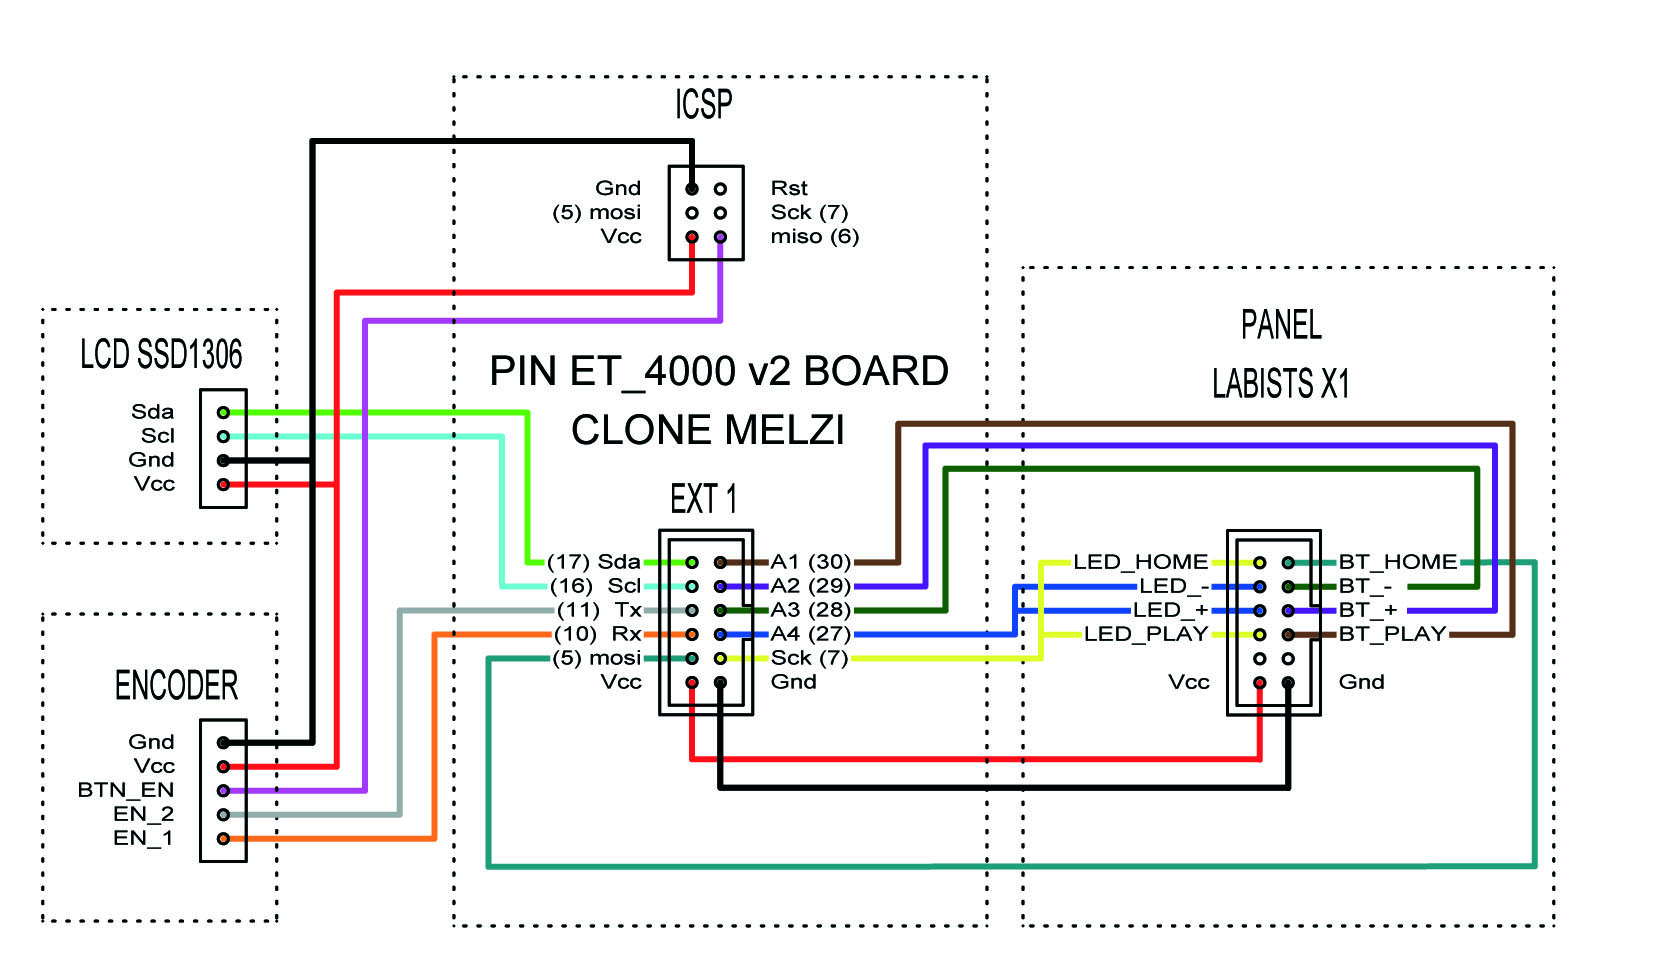 ICSP
Gnd Rst
(5) mosi Sck (7)
Vcc miso (6)
PIN ET_4000 v2 BOARD
CLONE MELZI
LCD SSD1306
Sda
Scl
Gnd
Vcc
ENCODER
Gnd
Vcc
BTN_EN
EN_2
EN_1
EXT 1
(17) Sda A1 (30)
(16) Scl A2 (29)
(11) Tx A3 (28)
(10) Rx A4 (27)
(5) mosi Sck (7)
Vcc Gnd
PANEL
LABISTS X1
LED_HOME BT_HOME
LED_- BT_-
LED_+ BT_+
LED_PLAY BT_PLAY
Vcc Gnd